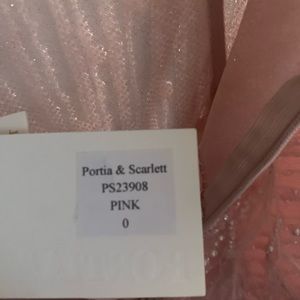 Portia & Scarlett
PS23908
PINK
0